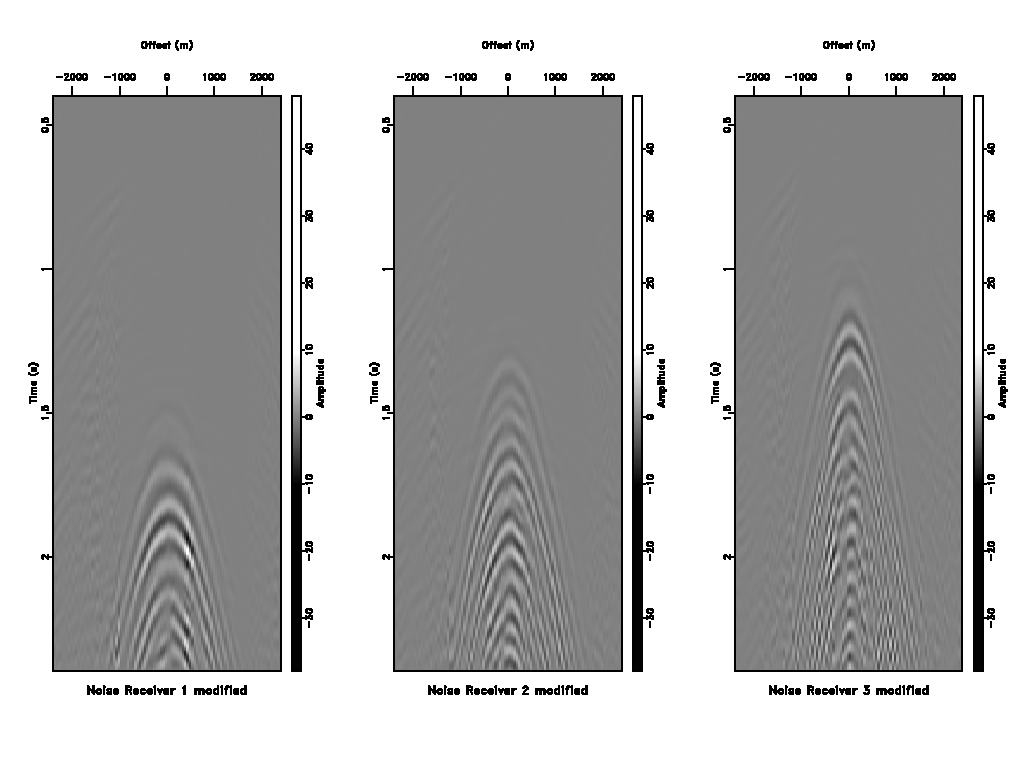 Offset (m) Offset (m) Offset (m)
−2000 −1000 0 1000 2000 −2000 −1000 0 1000 2000 −2000 −1000 0 1000 2000
0.5 1 1.5 2
Time (s)
40 30 20 10 0 −10 −20 −30
Amplitude
0.5 1 1.5 2
Time (s)
40 30 20 10 0 −10 −20 −30
Amplitude
0.5 1 1.5 2
Time (s)
40 30 20 10 0 −10 −20 −30
Amplitude
Noise Receiver 1 modified Noise Receiver 2 modified Noise Receiver 3 modified